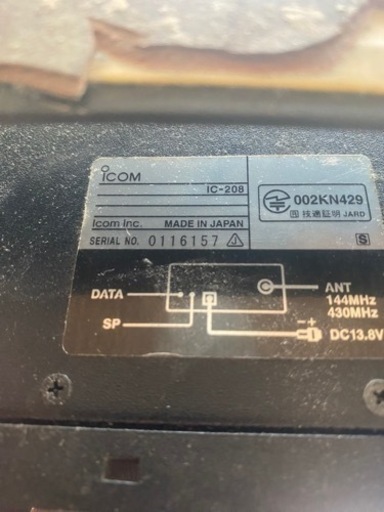 ICOM
IC-208
Icom Inc. MADE IN JAPAN
SERIAL NO. 0116157 J
002KN429
技適証明 JARD
S
DATA
SP
ANT
144MHz
430MHz
- +
DC13.8V